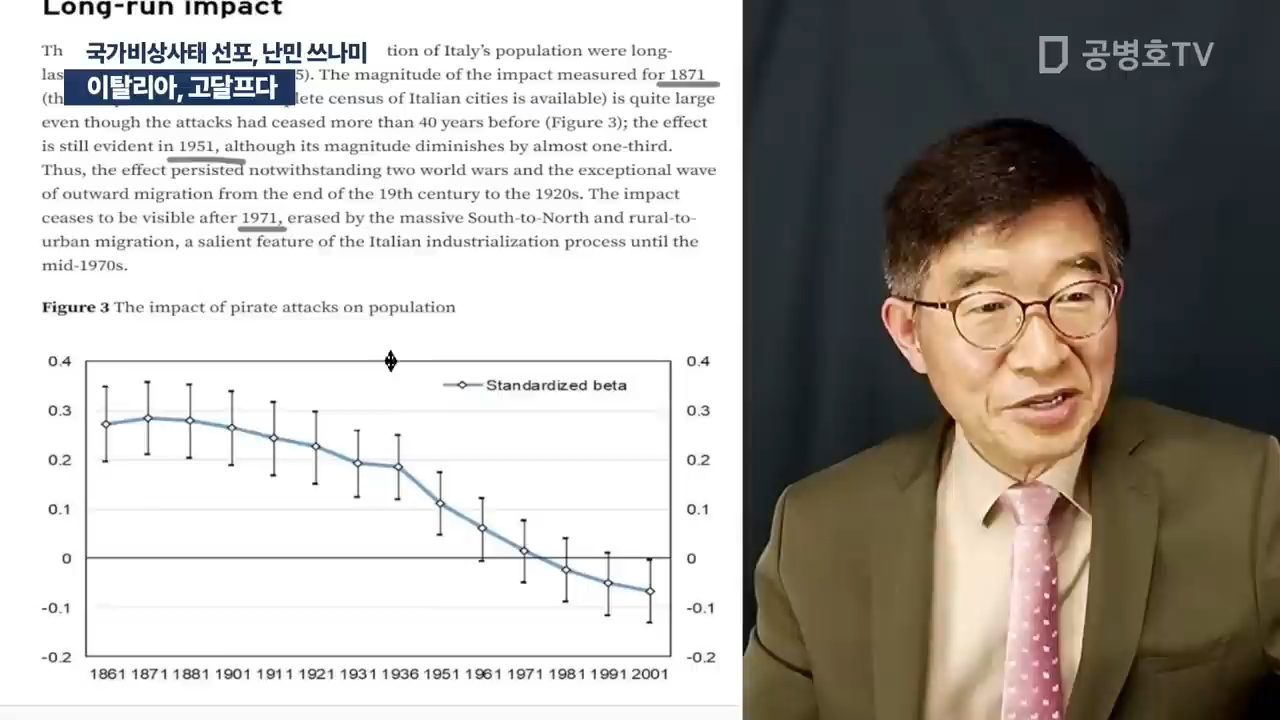 Long-run impact
국가비상사태 선포, 난민 쓰나미
이탈리아, 고달프다
공병호TV
Th tion of Italy's population were long-
las 5). The magnitude of the impact measured for 1871
(th plete census of Italian cities is available) is quite large
even though the attacks had ceased more than 40 years before (Figure 3); the effect
is still evident in 1951, although its magnitude diminishes by almost one-third.
Thus, the effect persisted notwithstanding two world wars and the exceptional wave
of outward migration from the end of the 19th century to the 1920s. The impact
ceases to be visible after 1971, erased by the massive South-to-North and rural-to-
urban migration, a salient feature of the Italian industrialization process until the
mid-1970s.
Figure 3 The impact of pirate attacks on population
Standardized beta
0.4 0.4
0.3 0.3
0.2 0.2
0.1 0.1
0 0
-0.1 -0.1
-0.2 -0.2
1861 1871 1881 1901 1911 1921 1931 1936 1951 1961 1971 1981 1991 2001